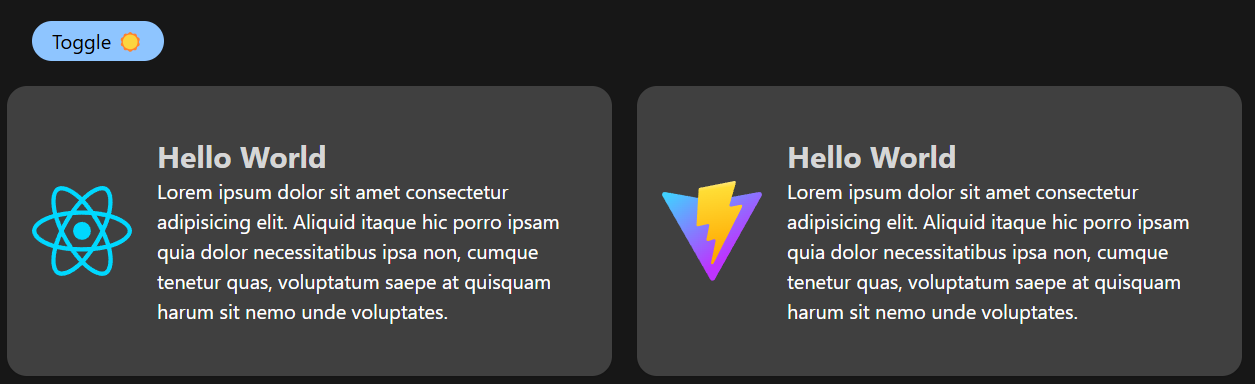 Toggle ☀️
Hello World
Lorem ipsum dolor sit amet consectetur
adipisicing elit. Aliquid itaque hic porro ipsam
quia dolor necessitatibus ipsa non, cumque
tenetur quas, voluptatum saepe at quisquam
harum sit nemo unde voluptates.
Hello World
Lorem ipsum dolor sit amet consectetur
adipisicing elit. Aliquid itaque hic porro ipsam
quia dolor necessitatibus ipsa non, cumque
tenetur quas, voluptatum saepe at quisquam
harum sit nemo unde voluptates.